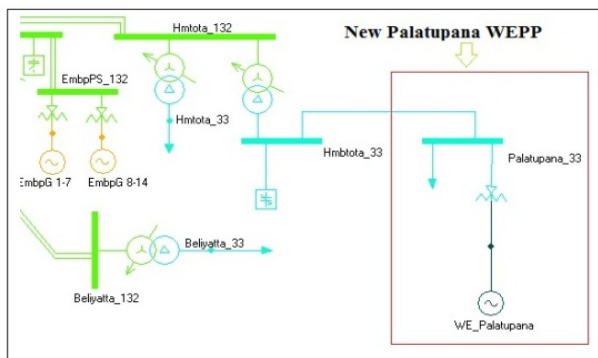 Hmtota_132
New Palatupana WEPP
EmbpPS_132
Hmtota_33
Hmbtota_33
Palatupana_33
EmbpG 1-7
EmbpG 8-14
Beliyatta_33
Beliyatta_132
WE_Palatupana